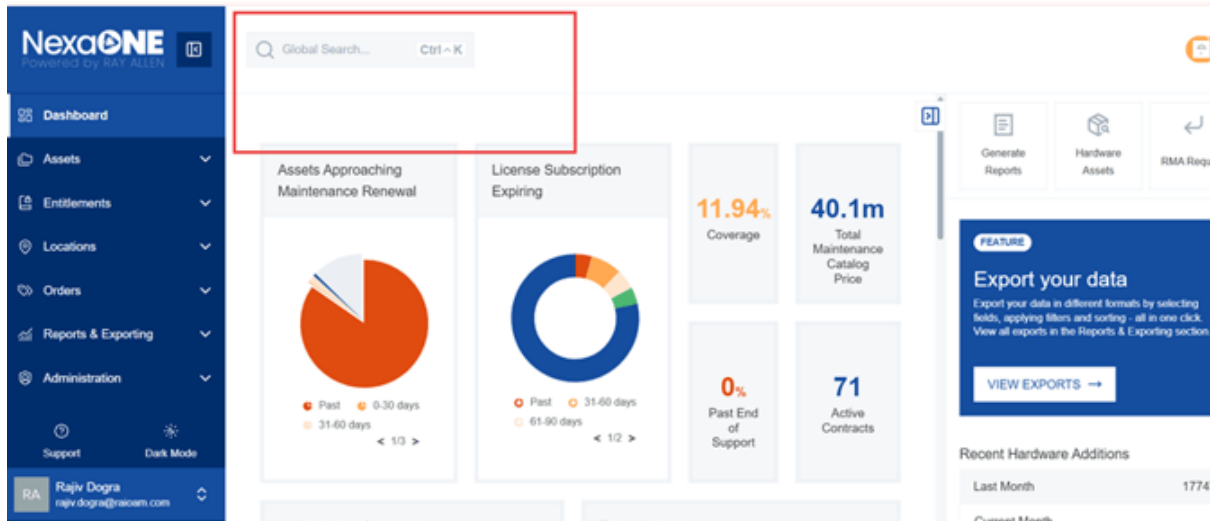 NexaONE
Powered by RAY ALLEN
Global Search... Ctrl ^ K
Dashboard
Assets
Entitlements
Locations
Orders
Reports & Exporting
Administration
Support Dark Mode
RA
Rajiv Dogra
rajiv.dogra@raioam.com
Assets Approaching
Maintenance Renewal
Past 0-30 days
31-60 days
< 1/3 >
License Subscription
Expiring
Past 31-60 days
61-90 days
< 1/2 >
11.94%
Coverage
40.1m
Total
Maintenance
Catalog
Price
0%
Past End
of
Support
71
Active
Contracts
Generate
Reports
Hardware
Assets
RMA Requ
FEATURE
Export your data
Export your data in different formats by selecting
fields, applying filters and sorting - all in one click.
View all exports in the Reports & Exporting section
VIEW EXPORTS →
Recent Hardware Additions
Last Month 1774
Current Month